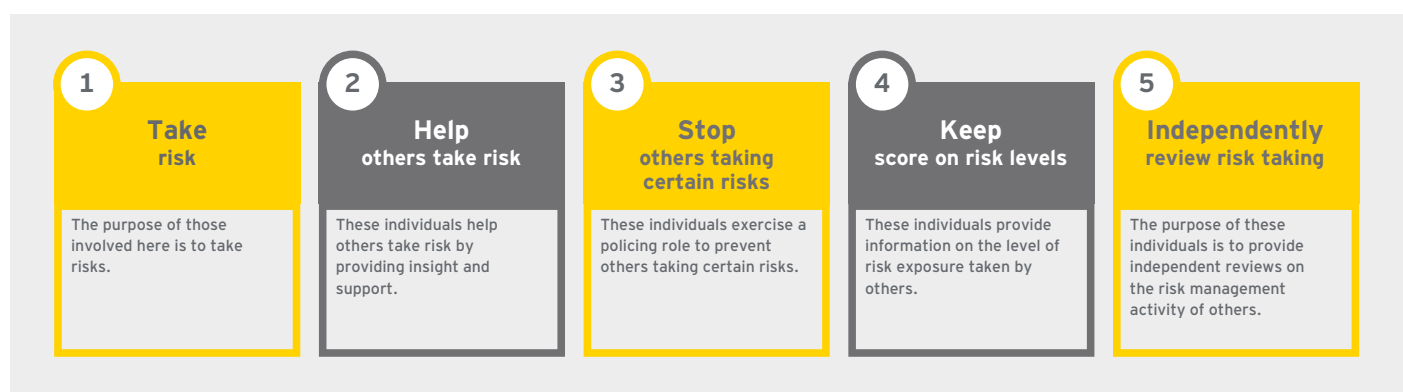 1
Take
risk
The purpose of those
involved here is to take
risks.
2
Help
others take risk
These individuals help
others take risk by
providing insight and
support.
3
Stop
others taking
certain risks
These individuals exercise a
policing role to prevent
others taking certain risks.
4
Keep
score on risk levels
These individuals provide
information on the level of
risk exposure taken by
others.
5
Independently
review risk taking
The purpose of these
individuals is to provide
independent reviews on
the risk management
activity of others.